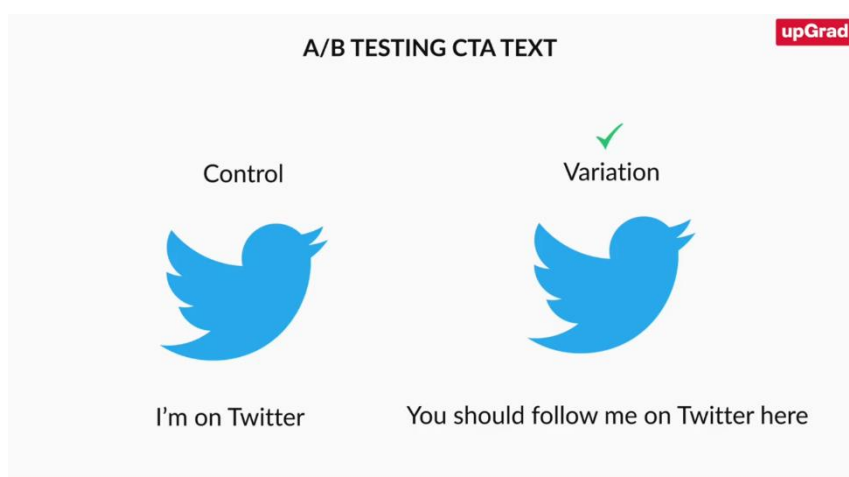 A/B TESTING CTA TEXT
upGrad
Control
Variation
I'm on Twitter
You should follow me on Twitter here